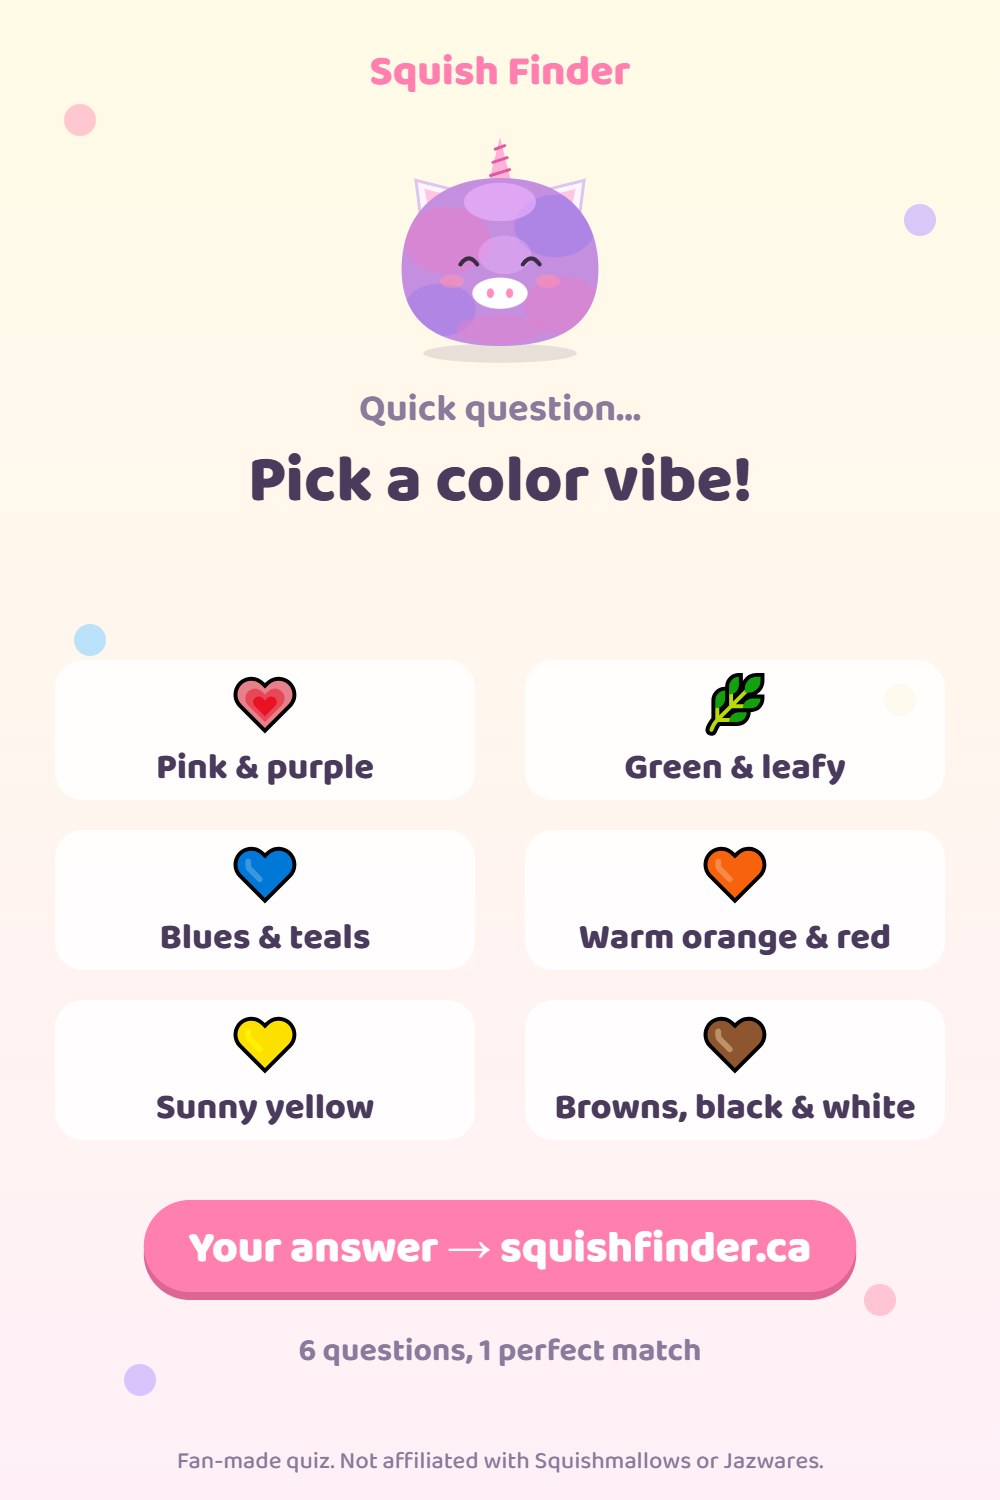 Squish Finder
Quick question...
Pick a color vibe!
Pink & purple
Green & leafy
Blues & teals
Warm orange & red
Sunny yellow
Browns, black & white
Your answer → squishfinder.ca
6 questions, 1 perfect match
Fan-made quiz. Not affiliated with Squishmallows or Jazwares.